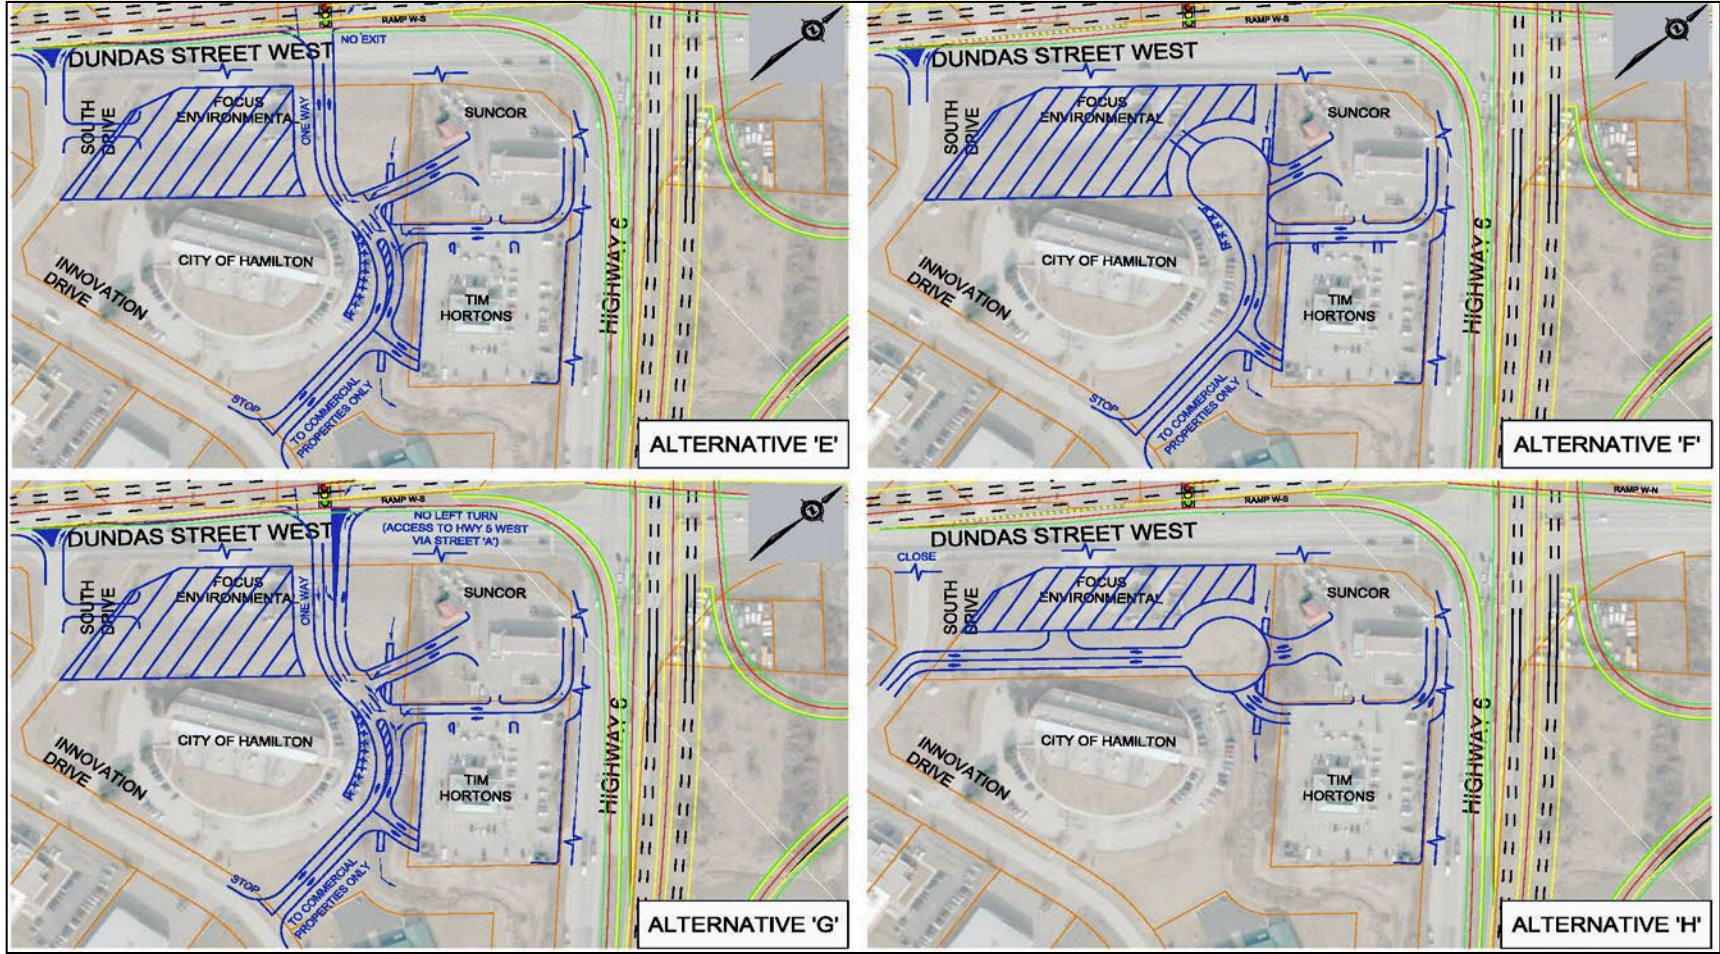 RAMP W-S
NO EXIT
DUNDAS STREET WEST
SOUTH
DRIVE
FOCUS
ENVIRONMENTAL
ONE WAY
SUNCOR
CITY OF HAMILTON
INNOVATION
DRIVE
TIM
HORTONS
HIGHWAY 6
STOP
TO COMMERCIAL
PROPERTIES ONLY
ALTERNATIVE 'E'
RAMP W-S
DUNDAS STREET WEST
SOUTH
DRIVE
FOCUS
ENVIRONMENTAL
SUNCOR
CITY OF HAMILTON
INNOVATION
DRIVE
TIM
HORTONS
HIGHWAY 6
STOP
TO COMMERCIAL
PROPERTIES ONLY
ALTERNATIVE 'F'
RAMP W-S
NO LEFT TURN
(ACCESS TO HWY 5 WEST
VIA STREET 'A')
DUNDAS STREET WEST
SOUTH
DRIVE
FOCUS
ENVIRONMENTAL
ONE WAY
SUNCOR
CITY OF HAMILTON
INNOVATION
DRIVE
TIM
HORTONS
HIGHWAY 6
STOP
TO COMMERCIAL
PROPERTIES ONLY
ALTERNATIVE 'G'
RAMP W-S
RAMP W-N
DUNDAS STREET WEST
CLOSE
SOUTH
DRIVE
FOCUS
ENVIRONMENTAL
SUNCOR
CITY OF HAMILTON
INNOVATION
DRIVE
TIM
HORTONS
HIGHWAY 6
ALTERNATIVE 'H'